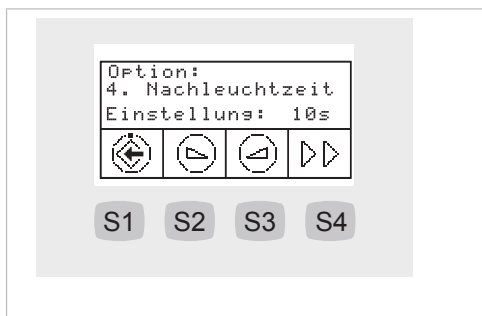 Option:
4. Nachleuchtzeit
Einstellung: 10s
S1 S2 S3 S4